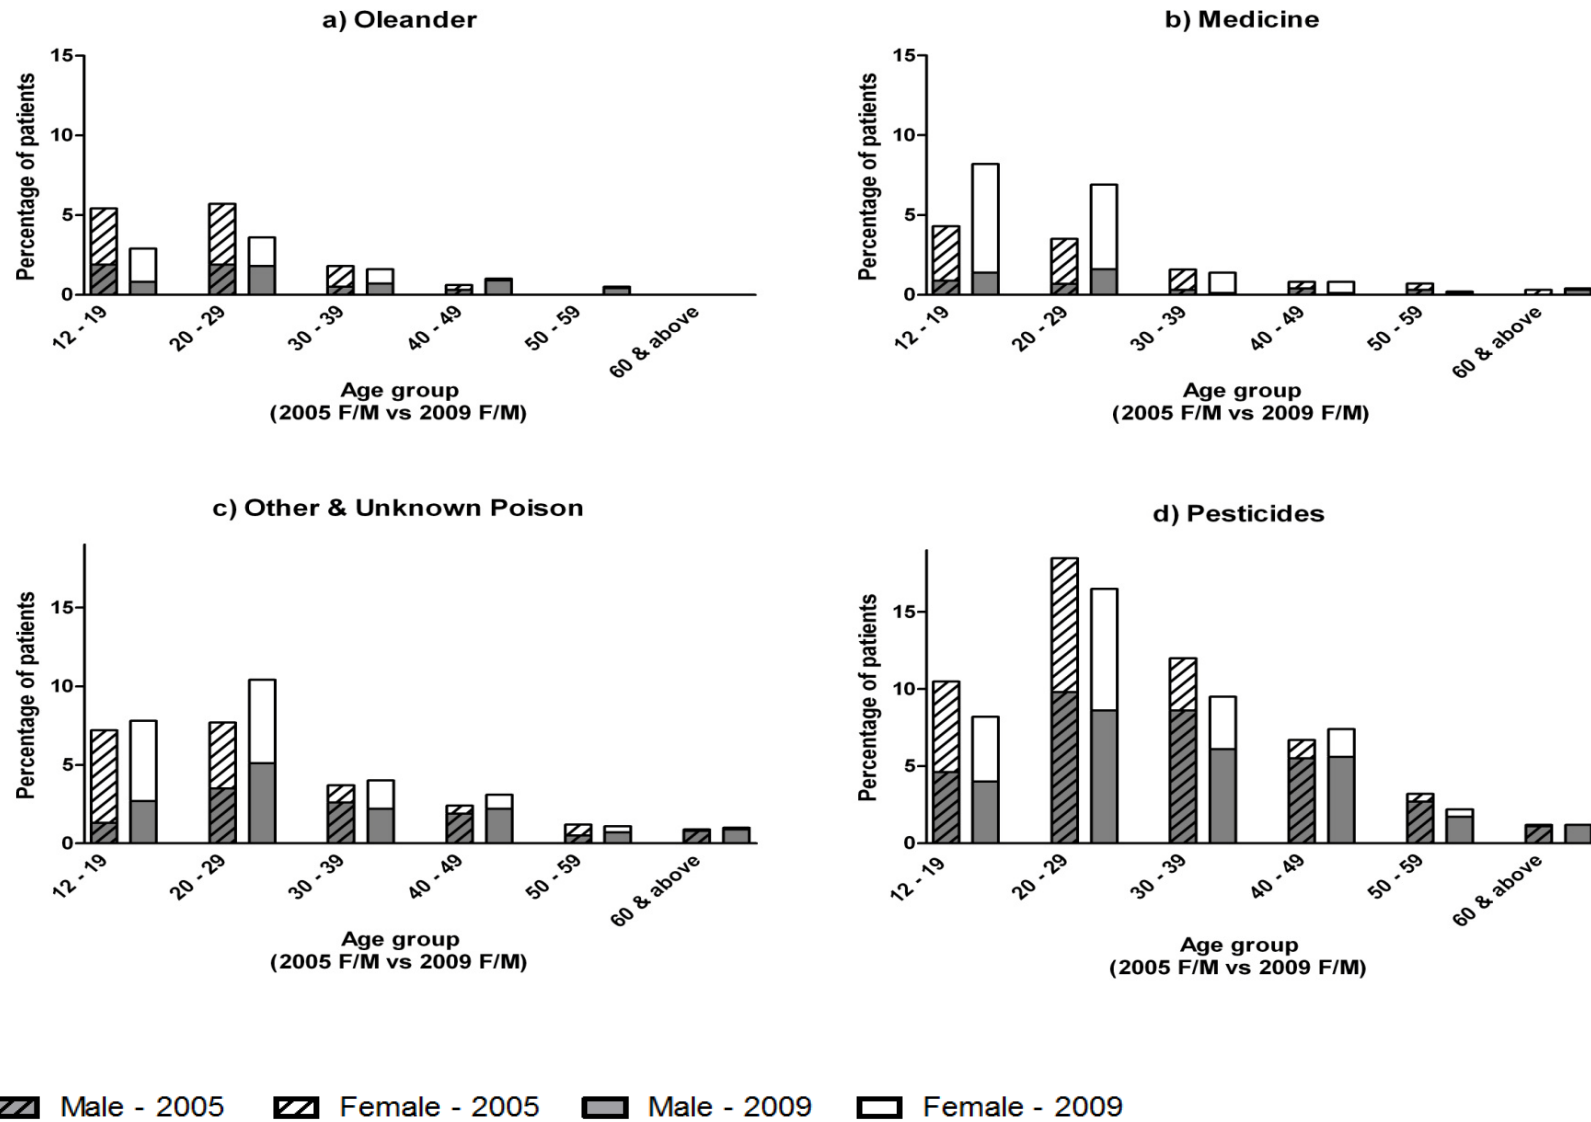 a) Oleander
15
10
5
0
Percentage of patients
12 - 19
20 - 29
30 - 39
40 - 49
50 - 59
60 & above
Age group
(2005 F/M vs 2009 F/M)
b) Medicine
15
10
5
0
Percentage of patients
12 - 19
20 - 29
30 - 39
40 - 49
50 - 59
60 & above
Age group
(2005 F/M vs 2009 F/M)
c) Other & Unknown Poison
15
10
5
0
Percentage of patients
12 - 19
20 - 29
30 - 39
40 - 49
50 - 59
60 & above
Age group
(2005 F/M vs 2009 F/M)
d) Pesticides
15
10
5
0
Percentage of patients
12 - 19
20 - 29
30 - 39
40 - 49
50 - 59
60 & above
Age group
(2005 F/M vs 2009 F/M)
Male - 2005 Female - 2005 Male - 2009 Female - 2009